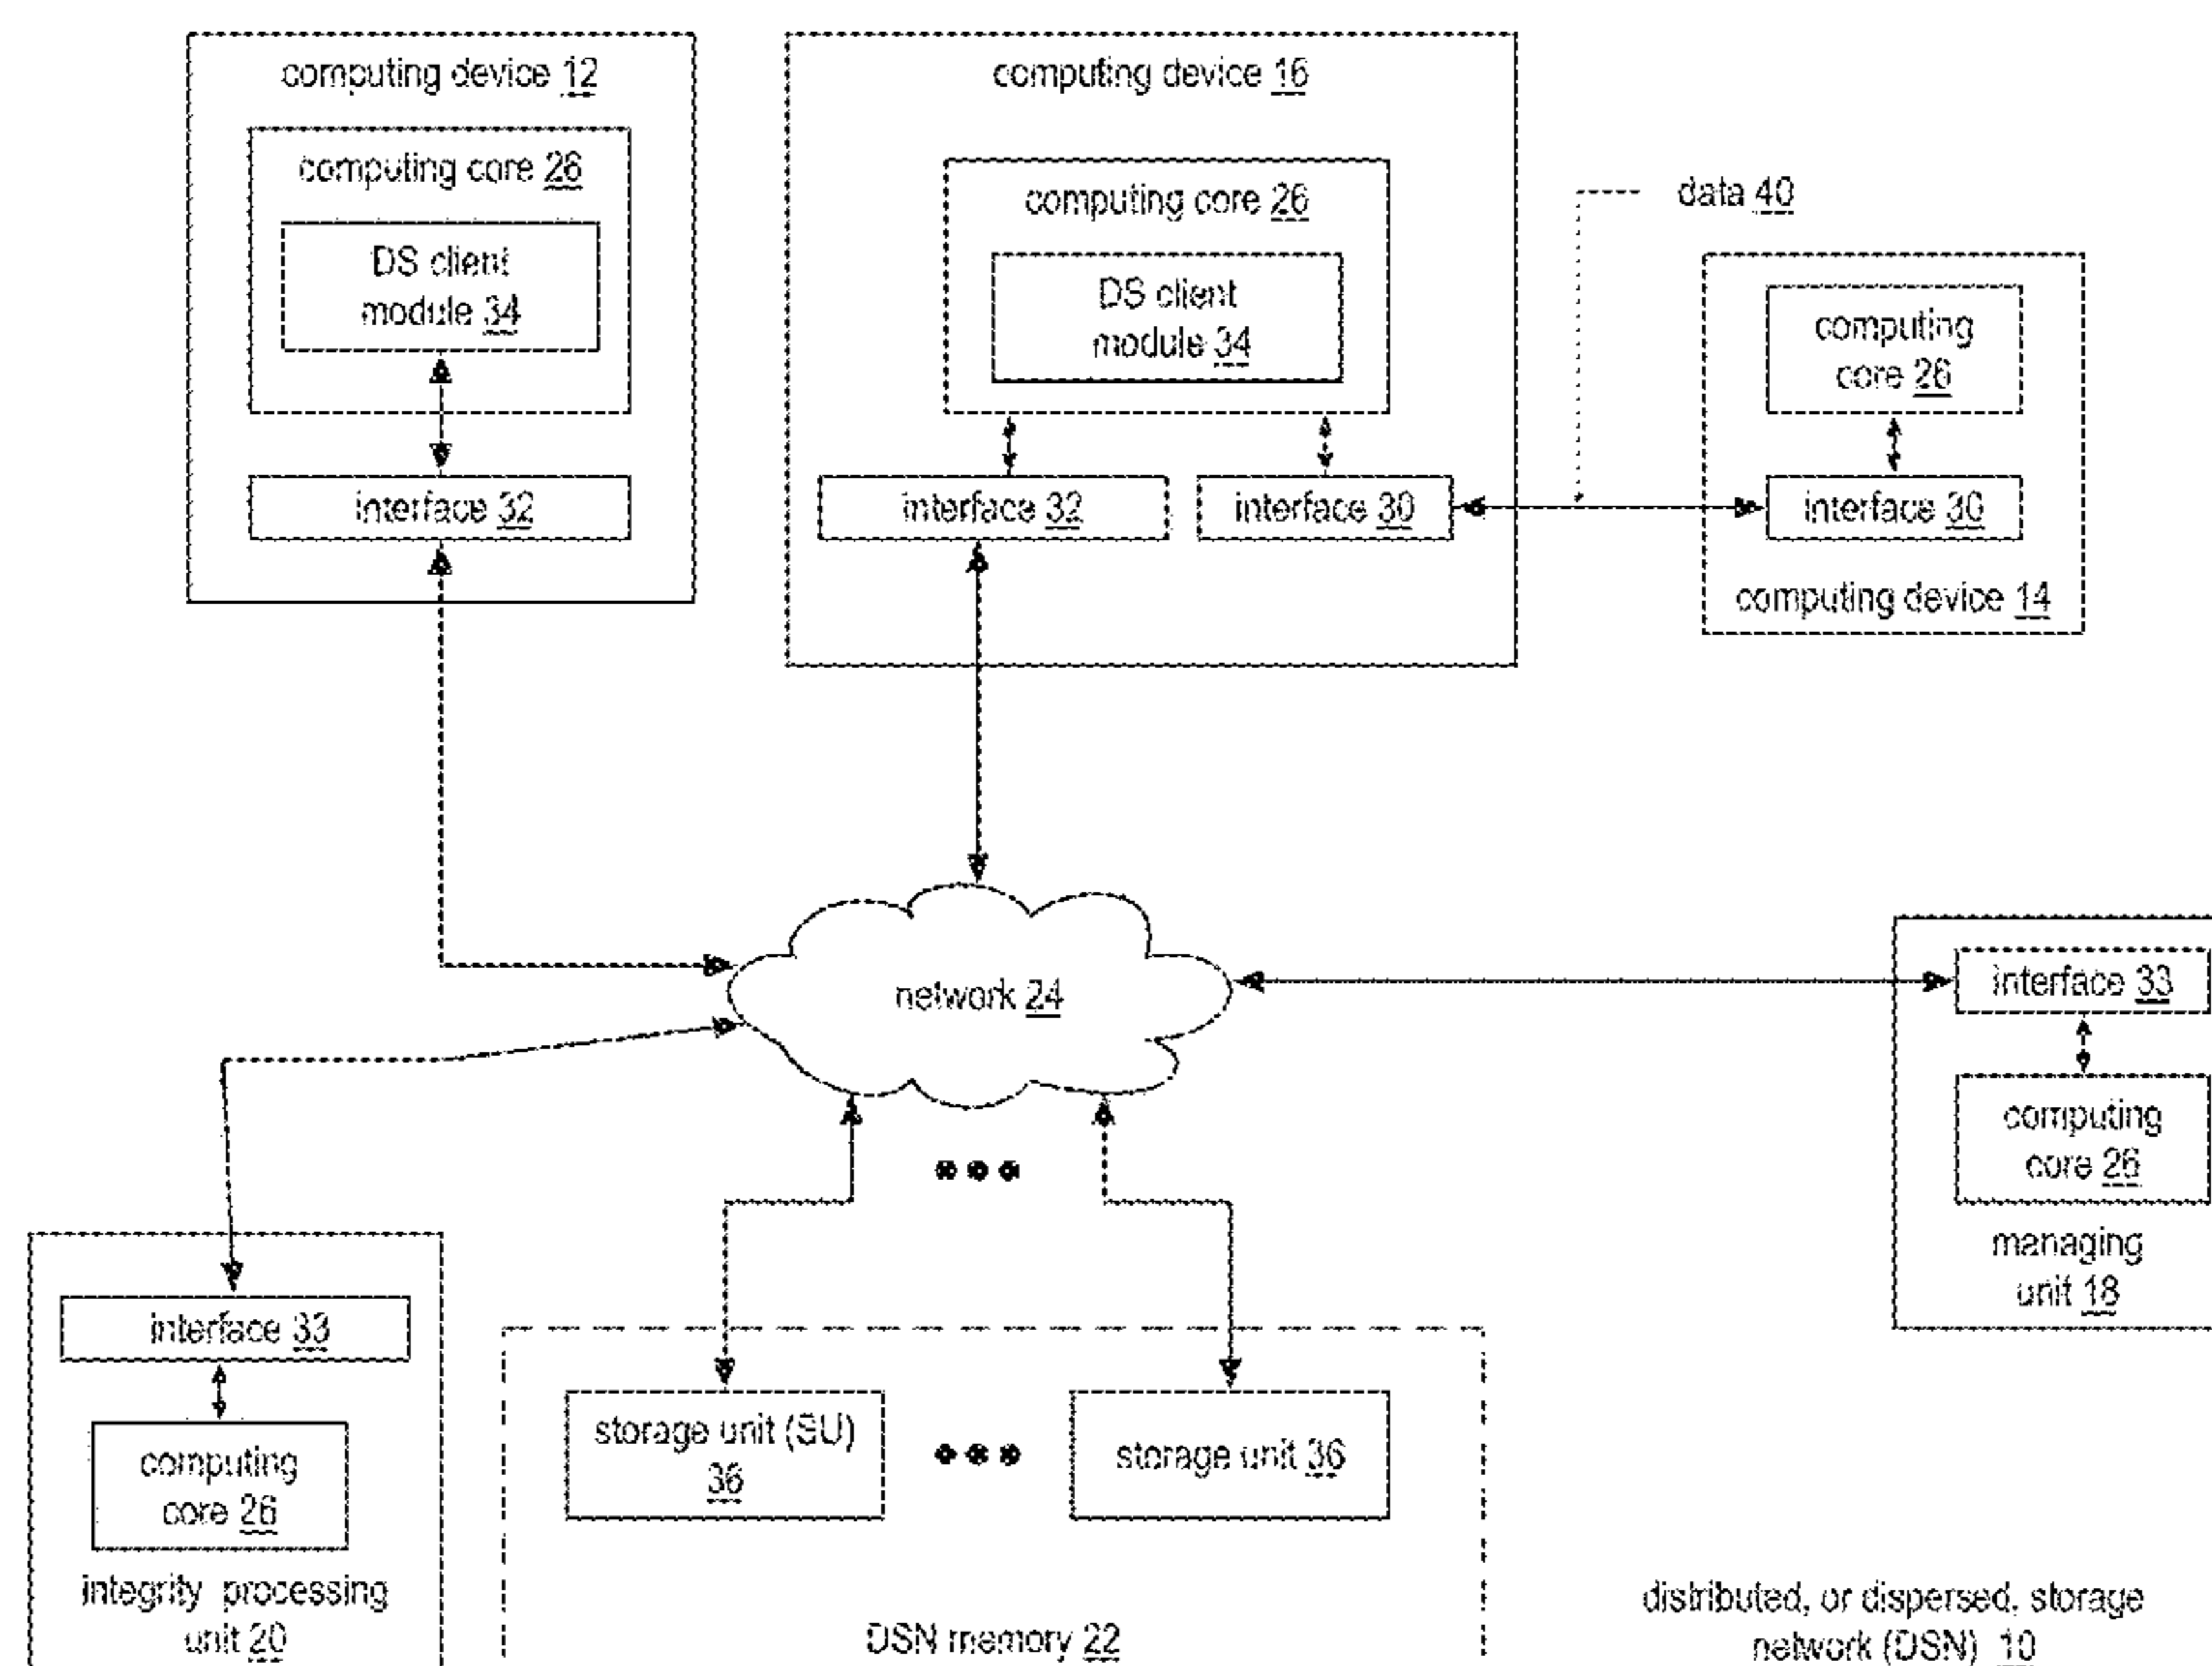 computing device 12
computing core 26
DS client
module 34
interface 32
computing device 16
computing core 26
DS client
module 34
interface 32
interface 30
data 40
computing
core 26
interface 30
computing device 14
network 24
interface 33
computing
core 26
managing
unit 18
interface 33
computing
core 26
integrity processing
unit 20
storage unit (SU)
36
storage unit 36
DSN memory 22
distributed, or dispersed, storage
network (DSN) 10